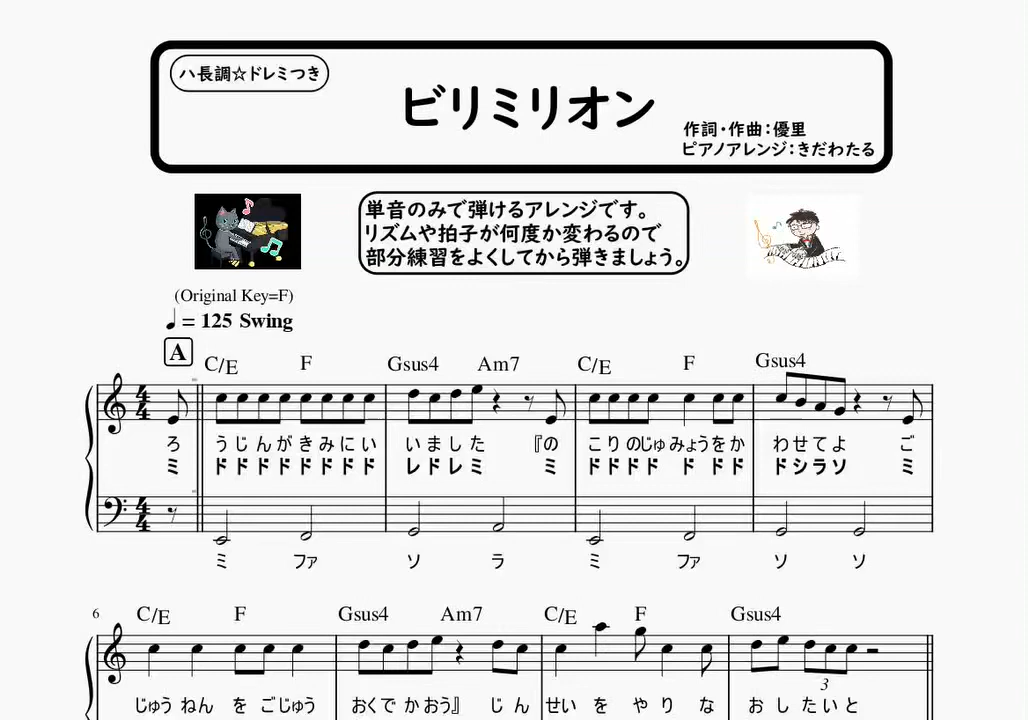 ハ長調☆ドレミつき
ビリミリオン
作詞・作曲：優里
ピアノアレンジ：きだわたる
単音のみで弾けるアレンジです。
リズムや拍子が何度か変わるので
部分練習をよくしてから弾きましょう。
(Original Key=F)
♩ = 125 Swing
A
C/E F Gsus4 Am7 C/E F Gsus4
ろ うじんがきみにい いました 『の こりのじゅみょうをか わせてよ ご
ミ ドドドドドドドド レドレミ ミ ドドドド ド ドド ドシラソ ミ
ミ ファ ソ ラ ミ ファ ソ ソ
6
C/E F Gsus4 Am7 C/E F Gsus4
3
じゅう ねん を ごじゅう おくでかおう』 じん せい を やりな おしたいと